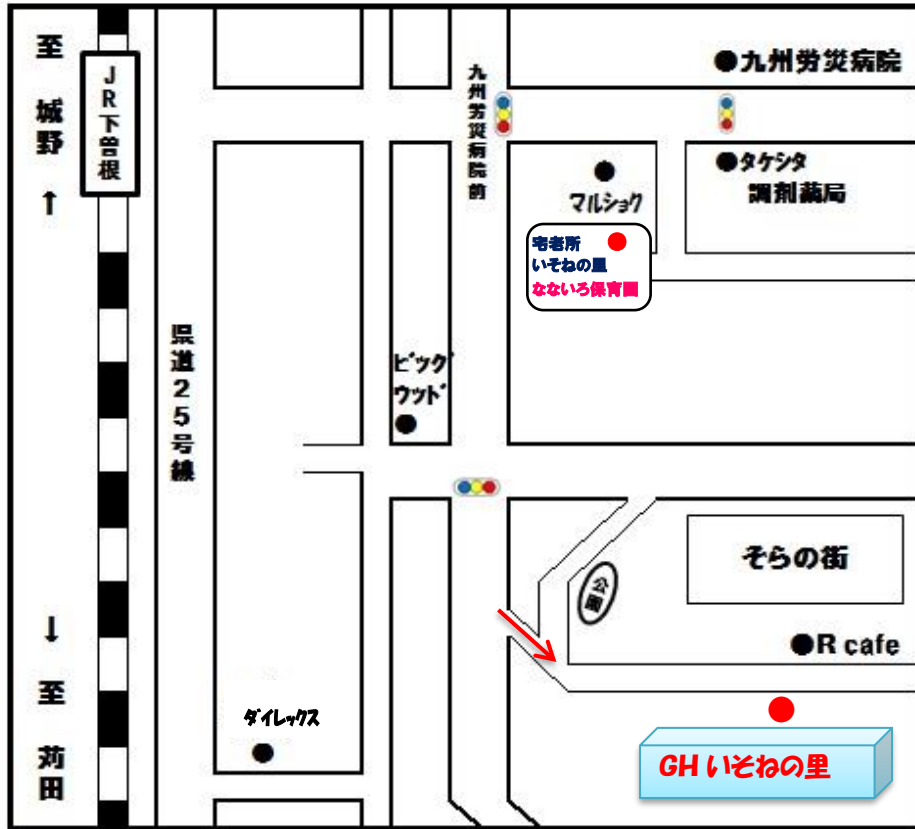 至 城野 ↑
JR下曽根
↓ 至 苅田
県道25号線
九州労災病院前
●九州労災病院
●タケシタ
調剤薬局
マルショク
宅老所
いそねの里
なないろ保育園
ビッグ
ウッド
公園
そらの街
●R cafe
ダイレックス
GH いそねの里